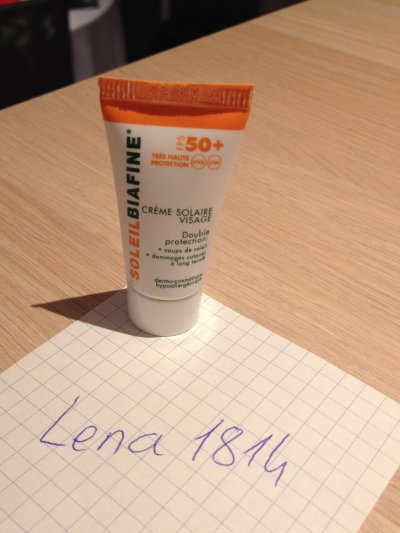 SOLEILBIAFINE®
FPS 50+
TRÈS HAUTE
PROTECTION UVB UVA
CRÈME SOLAIRE
VISAGE
Double
protection:
• coups de soleil
• dommages cutanés
à long terme
dermo-cosmétique
hypoallergénique
Lena 1814